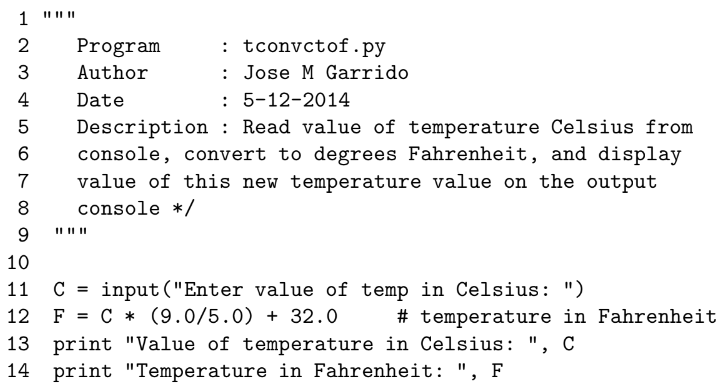 1 """
2    Program     : tconvctof.py
3    Author      : Jose M Garrido
4    Date        : 5-12-2014
5    Description : Read value of temperature Celsius from
6    console, convert to degrees Fahrenheit, and display
7    value of this new temperature value on the output
8    console */
9  """
10
11  C = input("Enter value of temp in Celsius: ")
12  F = C * (9.0/5.0) + 32.0     # temperature in Fahrenheit
13  print "Value of temperature in Celsius: ", C
14  print "Temperature in Fahrenheit: ", F